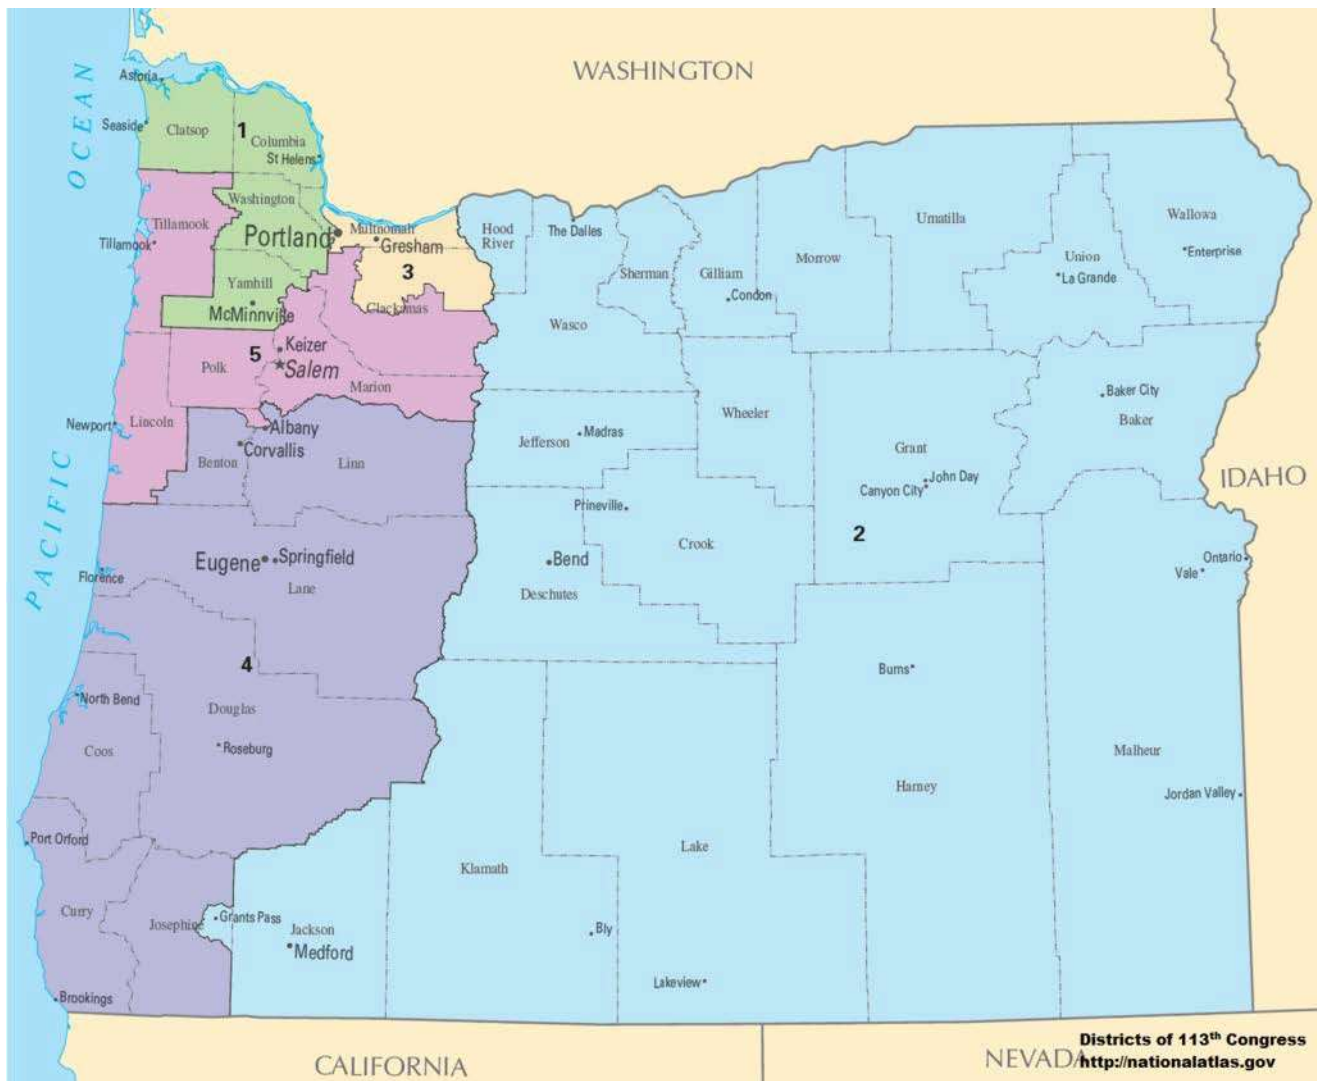 WASHINGTON
OCEAN
Astoria
Seaside
Clatsop
1
Columbia
St Helens
Washington
Tillamook
Tillamook
Portland
Multnomah
Gresham
3
Hood
River
The Dalles
Sherman
Gilliam
Condon
Morrow
Umatilla
Union
La Grande
Wallowa
Enterprise
Yamhill
McMinnville
Clackamas
Wasco
5
Keizer
Salem
Polk
Marion
Lincoln
Newport
Albany
Corvallis
Benton
Linn
Jefferson
Madras
Wheeler
Grant
John Day
Canyon City
Baker City
Baker
IDAHO
PACIFIC
Prineville
Crook
2
Eugene
Springfield
Florence
Lane
Bend
Deschutes
Ontario
Vale
4
North Bend
Douglas
Roseburg
Coos
Burns
Malheur
Harney
Jordan Valley
Port Orford
Klamath
Lake
Curry
Josephine
Grants Pass
Jackson
Medford
Bly
Lakeview
Brookings
CALIFORNIA
NEVADA
Districts of 113th Congress
http://nationalatlas.gov